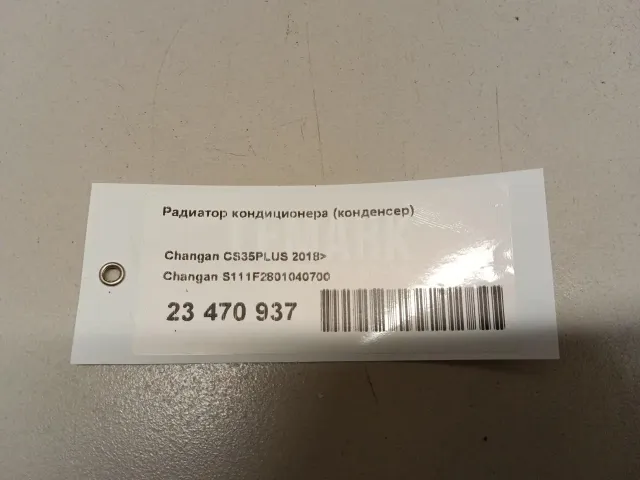 Радиатор кондиционера (конденсер)
Changan CS35PLUS 2018>
Changan S111F2801040700
23 470 937